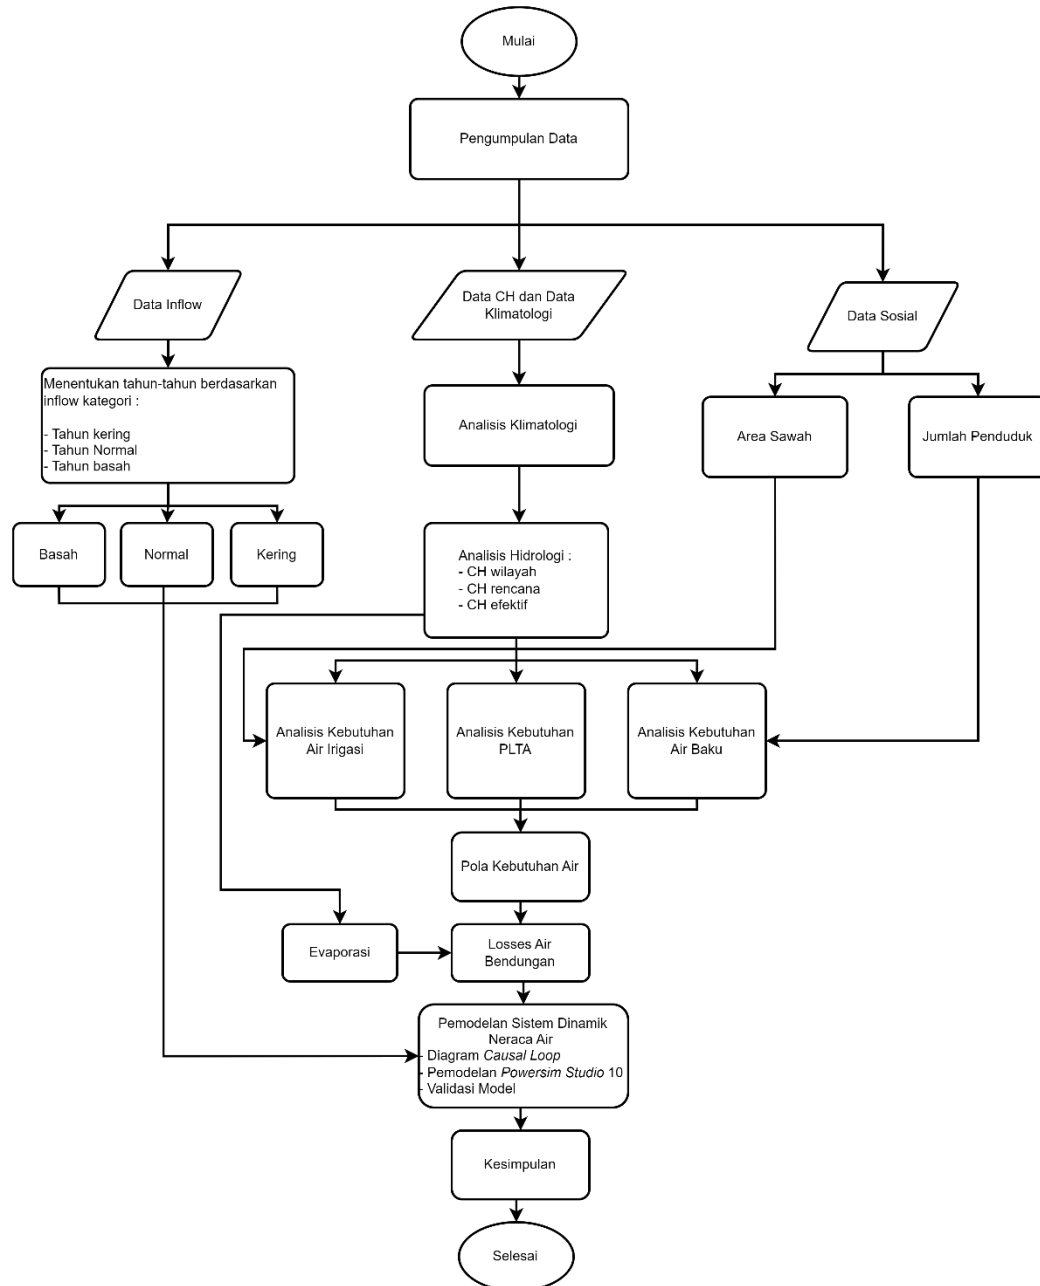 Mulai
Pengumpulan Data
Data Inflow
Data CH dan Data
Klimatologi
Data Sosial
Menentukan tahun-tahun berdasarkan
inflow kategori :
- Tahun kering
- Tahun Normal
- Tahun basah
Analisis Klimatologi
Area Sawah
Jumlah Penduduk
Basah
Normal
Kering
Analisis Hidrologi :
- CH wilayah
- CH rencana
- CH efektif
Analisis Kebutuhan
Air Irigasi
Analisis Kebutuhan
PLTA
Analisis Kebutuhan
Air Baku
Pola Kebutuhan Air
Evaporasi
Losses Air
Bendungan
Pemodelan Sistem Dinamik
Neraca Air
- Diagram Causal Loop
- Pemodelan Powersim Studio 10
- Validasi Model
Kesimpulan
Selesai